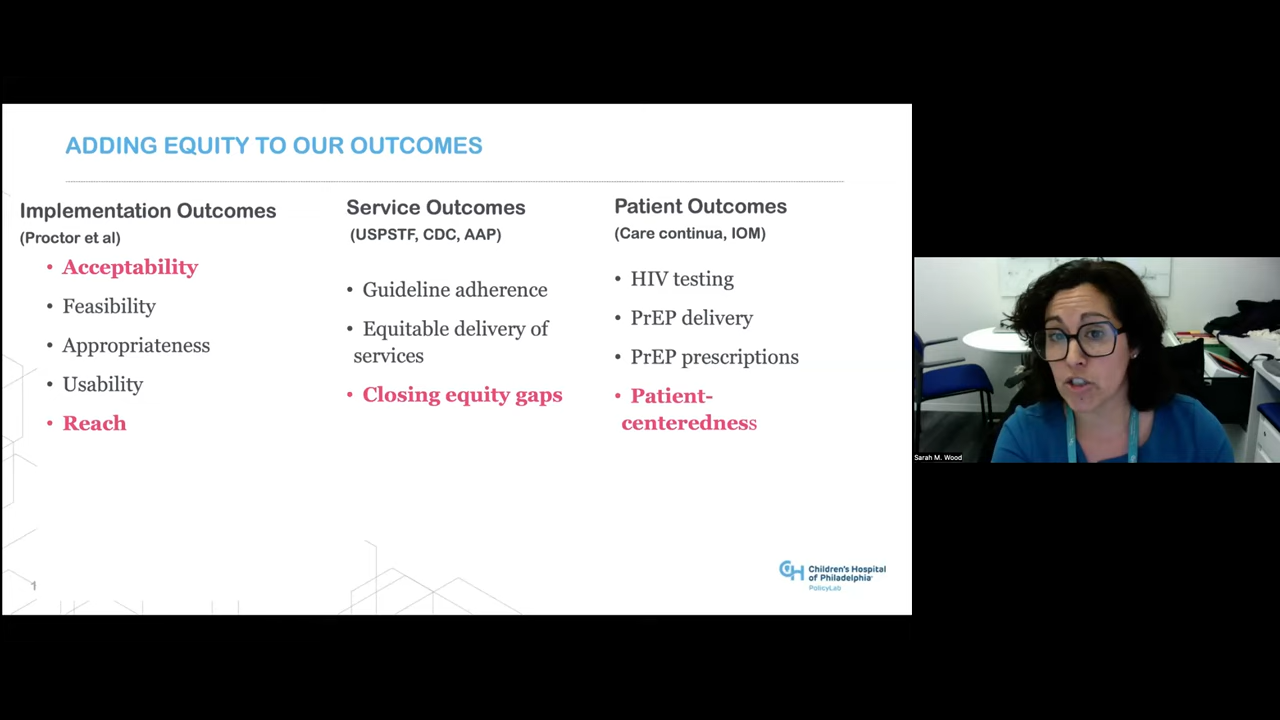 ADDING EQUITY TO OUR OUTCOMES
Implementation Outcomes
(Proctor et al)
• Acceptability
• Feasibility
• Appropriateness
• Usability
• Reach
Service Outcomes
(USPSTF, CDC, AAP)
• Guideline adherence
• Equitable delivery of
services
• Closing equity gaps
Patient Outcomes
(Care continua, IOM)
• HIV testing
• PrEP delivery
• PrEP prescriptions
• Patient-
centeredness
1
Children's Hospital
of Philadelphia
PolicyLab
Sarah M. Wood